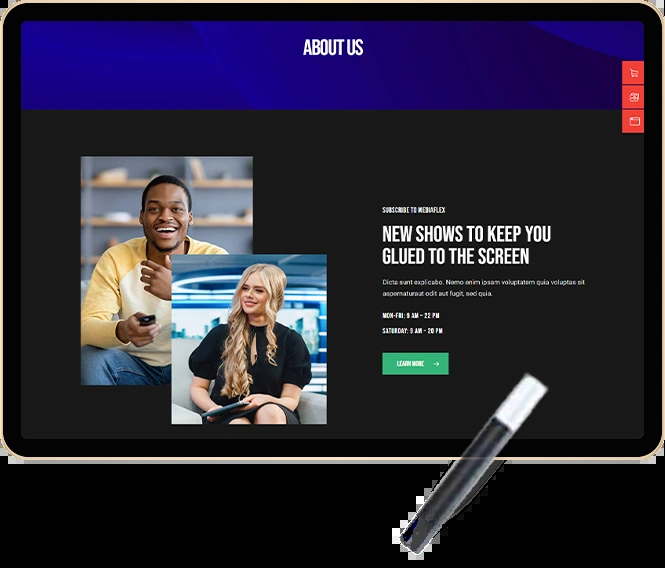 ABOUT US
SUBSCRIBE TO MEDIAFLEX
NEW SHOWS TO KEEP YOU
GLUED TO THE SCREEN
Dicta sunt explicabo. Nemo enim ipsam voluptatem quia voluptas sit
aspernaturaut odit aut fugit, sed quia.
MON-FRI: 9 AM – 22 PM
SATURDAY: 9 AM – 20 PM
LEARN MORE